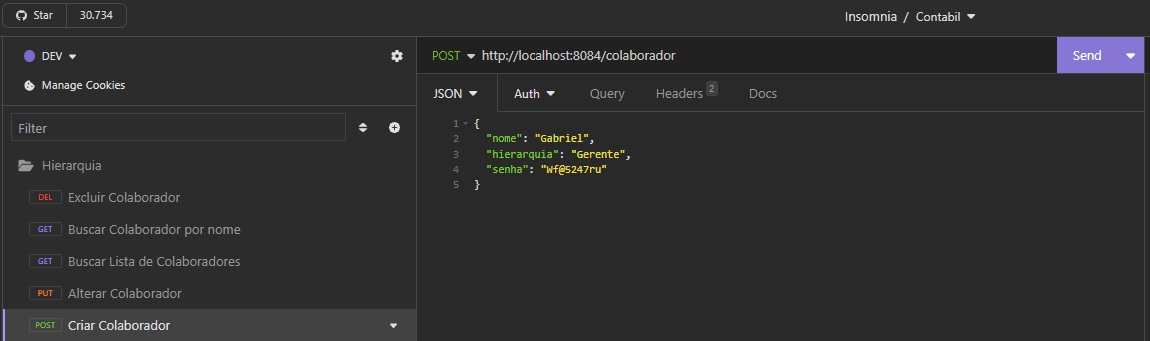 Star 30.734
Insomnia / Contabil
DEV
Manage Cookies
Filter
Hierarquia
DEL Excluir Colaborador
GET Buscar Colaborador por nome
GET Buscar Lista de Colaboradores
PUT Alterar Colaborador
POST Criar Colaborador
POST http://localhost:8084/colaborador Send
JSON Auth Query Headers 2 Docs
1 {
2 "nome": "Gabriel",
3 "hierarquia": "Gerente",
4 "senha": "Wf@5247ru"
5 }